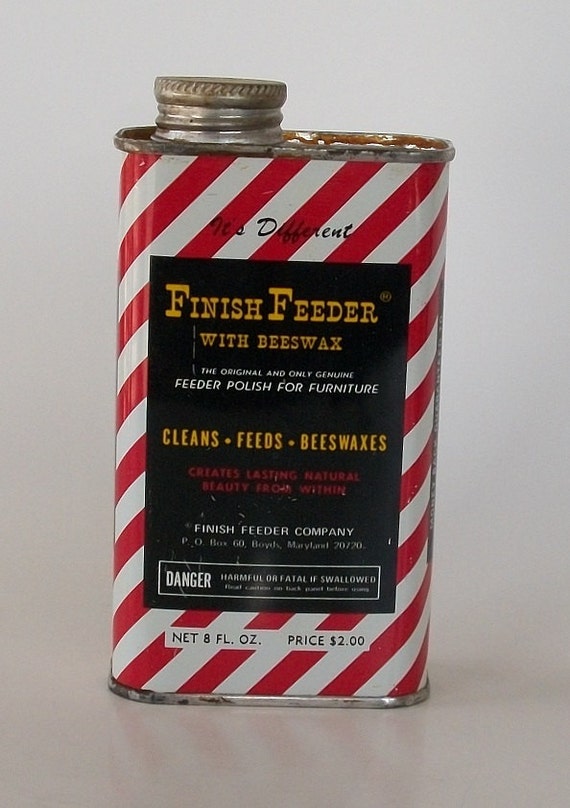 It's Different
FINISH FEEDER®
WITH BEESWAX
THE ORIGINAL AND ONLY GENUINE
FEEDER POLISH FOR FURNITURE
CLEANS • FEEDS • BEESWAXES
CREATES LASTING NATURAL
BEAUTY FROM WITHIN
© FINISH FEEDER COMPANY
P. O. Box 60, Boyds, Maryland 20720
DANGER HARMFUL OR FATAL IF SWALLOWED
Read caution on back panel before using
NET 8 FL. OZ. PRICE $2.00